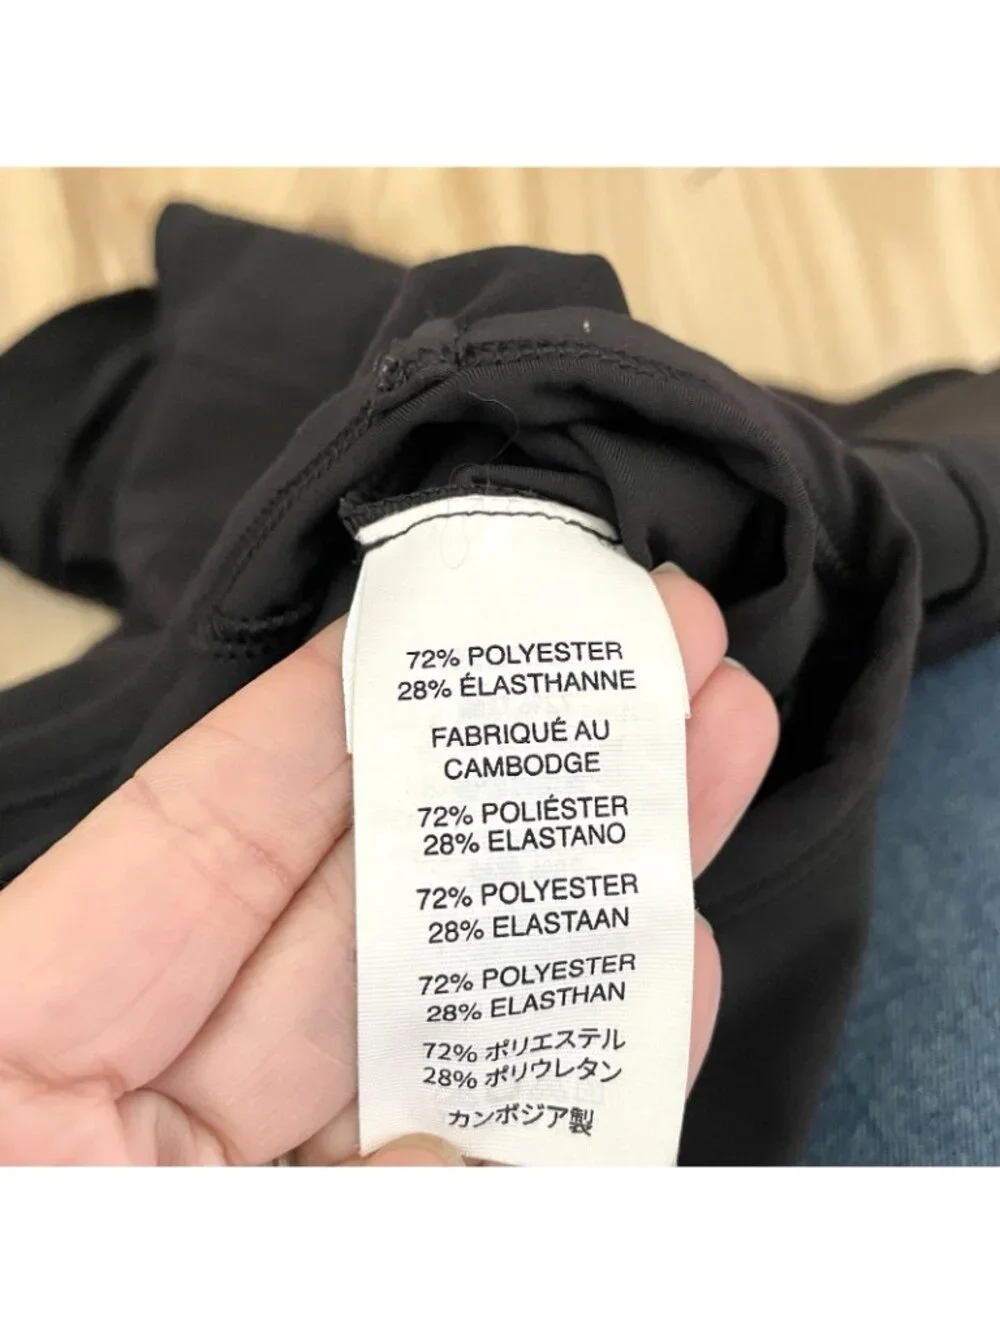 72% POLYESTER
28% ÉLASTHANNE
FABRIQUÉ AU
CAMBODGE
72% POLIÉSTER
28% ELASTANO
72% POLYESTER
28% ELASTAAN
72% POLYESTER
28% ELASTHAN
72% ポリエステル
28% ポリウレタン
カンボジア製